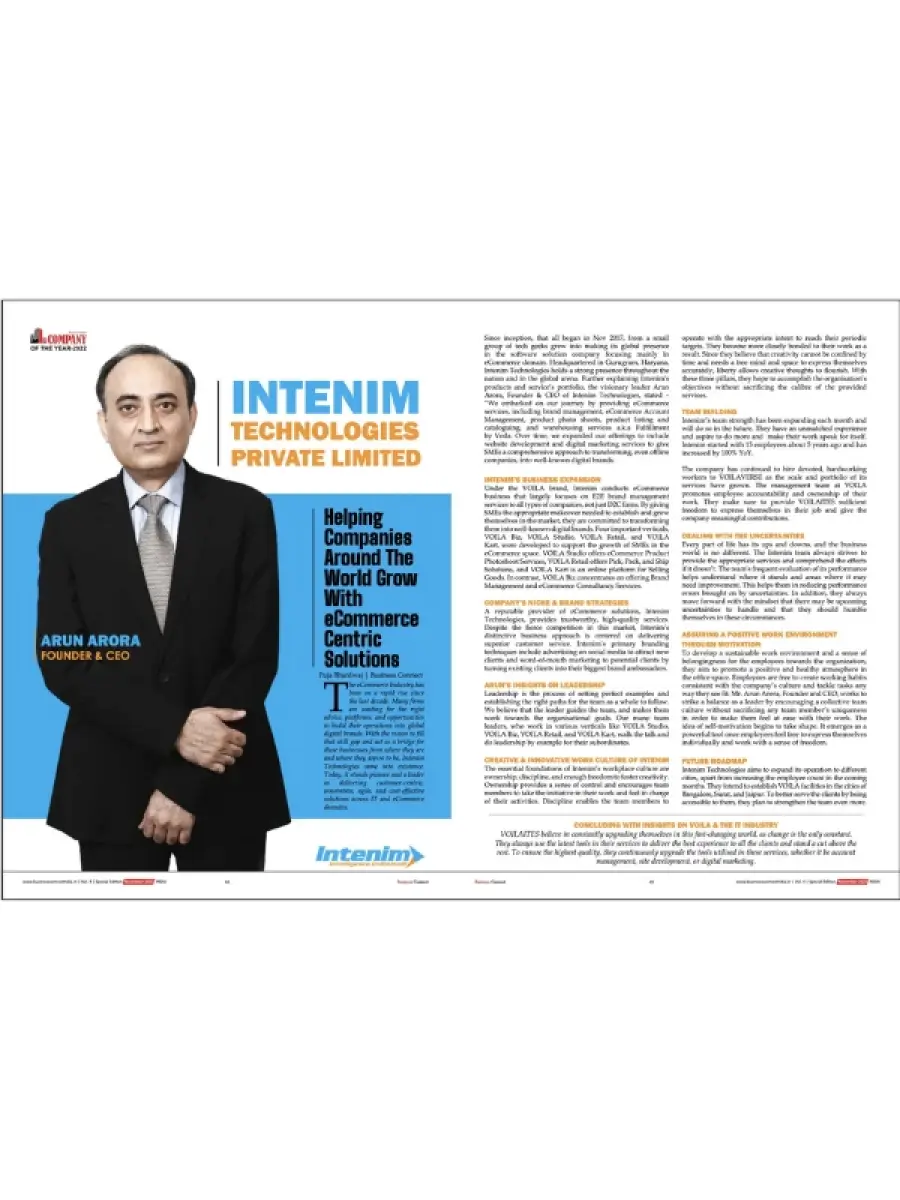 COMPANY
OF THE YEAR-2022
INTENIM
TECHNOLOGIES
PRIVATE LIMITED
Helping
Companies
Around The
World Grow
With
eCommerce
Centric
Solutions
ARUN ARORA
FOUNDER & CEO
Puja Bhardwaj | Business Connect
The eCommerce Industry has
been on a rapid rise since
the last decade. Many firms
are waiting for the right
advice, platforms, and opportunities
to build their operations into global
digital brands. With the reason to fill
that skill gap and act as a bridge for
these businesses from where they are
and where they aspire to be, Intenim
Technologies came into existence.
Today, it stands pioneer and a leader
in delivering customer-centric,
innovative, agile, and cost-effective
solutions across IT and eCommerce
domains.
Intenim
Since inception, that all began in Nov 2017, from a small
group of tech geeks grew into making its global presence
in the software solution company focusing mainly in
eCommerce domain. Headquartered in Gurugram, Haryana,
Intenim Technologies holds a strong presence throughout the
nation and in the global arena. Further explaining Intenim's
products and service's portfolio, the visionary leader Arun
Arora, Founder & CEO of Intenim Technologies, stated -
"We embarked on our journey by providing eCommerce
services, including brand management, eCommerce Account
Management, product photo shoots, product listing and
cataloguing, and warehousing services a.k.a Fulfillment
by Voila. Over time, we expanded our offerings to include
website development and digital marketing services to give
SMEs a comprehensive approach to transforming, even offline
companies, into well-known digital brands.
INTENIM'S BUSINESS EXPANSION
Under the VOILA brand, Intenim conducts eCommerce
business that largely focuses on E2E brand management
services to all types of companies, not just D2C firms. By giving
SMEs the appropriate makeover needed to establish and grow
themselves in the market, they are committed to transforming
them into well-known digital brands. Four important verticals,
VOILA Biz, VOILA Studio, VOILA Retail, and VOILA
Kart, were developed to support the growth of SMEs in the
eCommerce space. VOILA Studio offers eCommerce Product
Photoshoot Services, VOILA Retail offers Pick, Pack, and Ship
Solutions, and VOILA Kart is an online platform for Selling
Goods. In contrast, VOILA Biz concentrates on offering Brand
Management and eCommerce Consultancy Services.
COMPANY'S NICHE & BRAND STRATEGIES
A reputable provider of eCommerce solutions, Intenim
Technologies, provides trustworthy, high-quality services.
Despite the fierce competition in this market, Intenim's
distinctive business approach is centered on delivering
superior customer service. Intenim's primary branding
techniques include advertising on social media to attract new
clients and word-of-mouth marketing to potential clients by
turning existing clients into their biggest brand ambassadors.
ARUN'S INSIGHTS ON LEADERSHIP
Leadership is the process of setting perfect examples and
establishing the right paths for the team as a whole to follow.
We believe that the leader guides the team, and makes them
work towards the organisational goals. Our many team
leaders, who work in various verticals like VOILA Studio,
VOILA Biz, VOILA Retail, and VOILA Kart, walk the talk and
do leadership by example for their subordinates.
CREATIVE & INNOVATIVE WORK CULTURE OF INTENIM
The essential foundations of Intenim's workplace culture are
ownership, discipline, and enough freedom to foster creativity.
Ownership provides a sense of control and encourages team
members to take the initiative in their work and feel in charge
of their activities. Discipline enables the team members to
operate with the appropriate intent to reach their periodic
targets. They become more closely bonded to their work as a
result. Since they believe that creativity cannot be confined by
time and needs a free mind and space to express themselves
accurately, liberty allows creative thoughts to flourish. With
these three pillars, they hope to accomplish the organisation's
objectives without sacrificing the calibre of the provided
services.
TEAM BUILDING
Intenim's team strength has been expanding each month and
will do so in the future. They have an unmatched experience
and aspire to do more and make their work speak for itself.
Intenim started with 15 employees about 5 years ago and has
increased by 100% YoY.
The company has continued to hire devoted, hardworking
workers to VOILAVERSE as the scale and portfolio of its
services have grown. The management team at VOILA
promotes employee accountability and ownership of their
work. They make sure to provide VOILAITES sufficient
freedom to express themselves in their job and give the
company meaningful contributions.
DEALING WITH THE UNCERTAINTIES
Every part of life has its ups and downs, and the business
world is no different. The Intenim team always strives to
provide the appropriate services and comprehend the efforts
if it doesn't. The team's frequent evaluation of its performance
helps understand where it stands and areas where it may
need improvement. This helps them in reducing performance
errors brought on by uncertainties. In addition, they always
move forward with the mindset that there may be upcoming
uncertainties to handle and that they should humble
themselves in these circumstances.
ASSURING A POSITIVE WORK ENVIRONMENT
THROUGH MOTIVATION
To develop a sustainable work environment and a sense of
belongingness for the employees towards the organization,
they aim to promote a positive and healthy atmosphere in
the office space. Employees are free to create working habits
consistent with the company's culture and tackle tasks any
way they see fit. Mr. Arun Arora, Founder and CEO, works to
strike a balance as a leader by encouraging a collective team
culture without sacrificing any team member's uniqueness
in order to make them feel at ease with their work. The
idea of self-motivation begins to take shape. It emerges as a
powerful tool once employees feel free to express themselves
individually and work with a sense of freedom.
FUTURE ROADMAP
Intenim Technologies aims to expand its operation to different
cities, apart from increasing the employee count in the coming
months. They intend to establish VOILA facilities in the cities of
Bangalore, Surat, and Jaipur. To better serve the clients by being
accessible to them, they plan to strengthen the team even more.
CONCLUDING WITH INSIGHTS ON VOILA & THE IT INDUSTRY
VOILAITES believe in constantly upgrading themselves in this fast-changing world, as change is the only constant.
They always use the latest tools in their services to deliver the best experience to all the clients and stand a cut above the
rest. To ensure the highest quality, they continuously upgrade the tools utilised in these services, whether it be account
management, site development, or digital marketing.
Business Connect
Business Connect